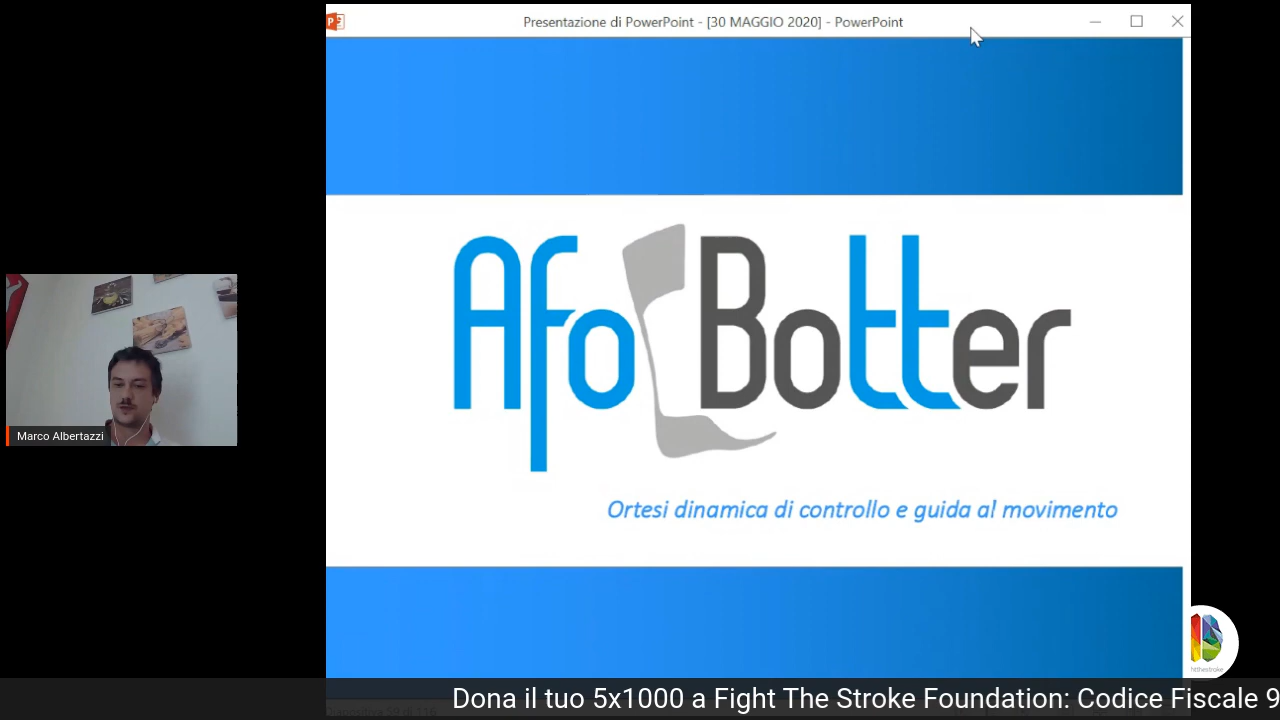 Presentazione di PowerPoint - [30 MAGGIO 2020] - PowerPoint
Afo Botter
Ortesi dinamica di controllo e guida al movimento
Marco Albertazzi
Dona il tuo 5x1000 a Fight The Stroke Foundation: Codice Fiscale 9